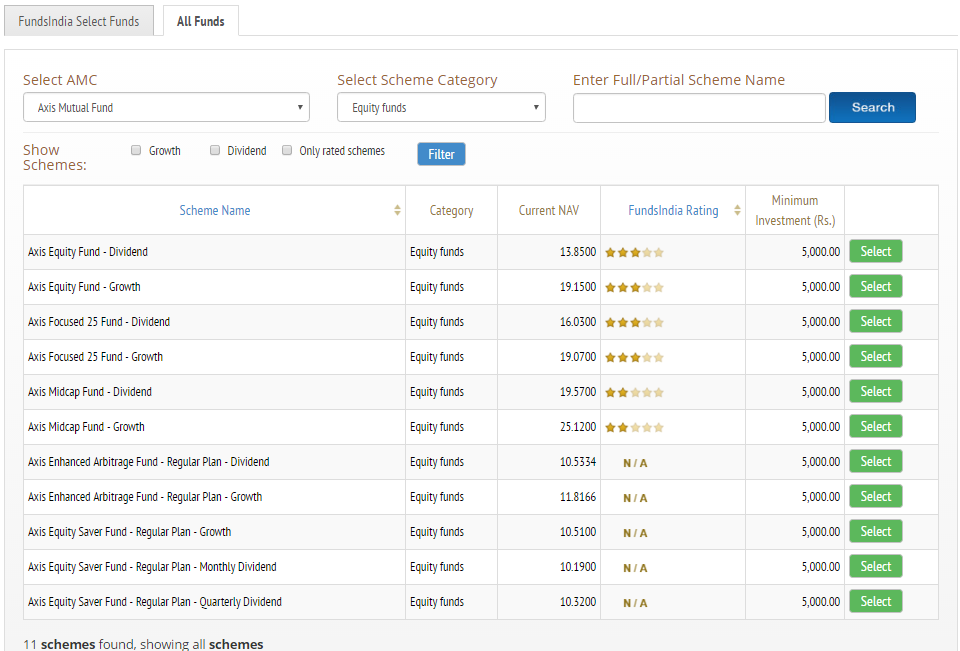 FundsIndia Select Funds All Funds
Select AMC Select Scheme Category Enter Full/Partial Scheme Name
Axis Mutual Fund Equity funds Search
Show Schemes: Growth Dividend Only rated schemes Filter
Scheme Name Category Current NAV FundsIndia Rating Minimum Investment (Rs.)
Axis Equity Fund - Dividend Equity funds 13.8500 5,000.00 Select
Axis Equity Fund - Growth Equity funds 19.1500 5,000.00 Select
Axis Focused 25 Fund - Dividend Equity funds 16.0300 5,000.00 Select
Axis Focused 25 Fund - Growth Equity funds 19.0700 5,000.00 Select
Axis Midcap Fund - Dividend Equity funds 19.5700 5,000.00 Select
Axis Midcap Fund - Growth Equity funds 25.1200 5,000.00 Select
Axis Enhanced Arbitrage Fund - Regular Plan - Dividend Equity funds 10.5334 N/A 5,000.00 Select
Axis Enhanced Arbitrage Fund - Regular Plan - Growth Equity funds 11.8166 N/A 5,000.00 Select
Axis Equity Saver Fund - Regular Plan - Growth Equity funds 10.5100 N/A 5,000.00 Select
Axis Equity Saver Fund - Regular Plan - Monthly Dividend Equity funds 10.1900 N/A 5,000.00 Select
Axis Equity Saver Fund - Regular Plan - Quarterly Dividend Equity funds 10.3200 N/A 5,000.00 Select
11 schemes found, showing all schemes